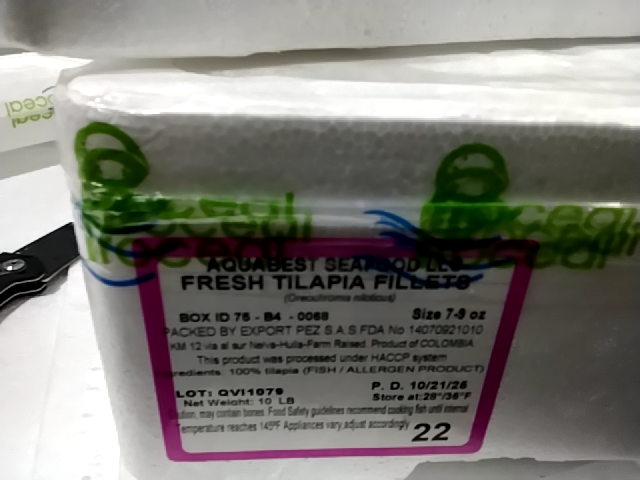 AQUABEST SEAFOOD LLC
FRESH TILAPIA FILLETS
(Oreochromis niloticus)
BOX ID 75 - B4 - 0068 Size 7-9 oz
PACKED BY EXPORT PEZ S.A.S FDA No 14070921010
KM 12 via al sur Neiva-Huila-Farm Raised. Product of COLOMBIA
This product was processed under HACCP system
ingredients: 100% tilapia (FISH / ALLERGEN PRODUCT)
LOT: QVI1079 P. D. 10/21/25
Net Weight: 10 LB Store at:28°/36°F
Caution, may contain bones. Food Safety guidelines recommend cooking fish until internal
Temperature reaches 145ºF Appliances vary,adjust accordingly
22